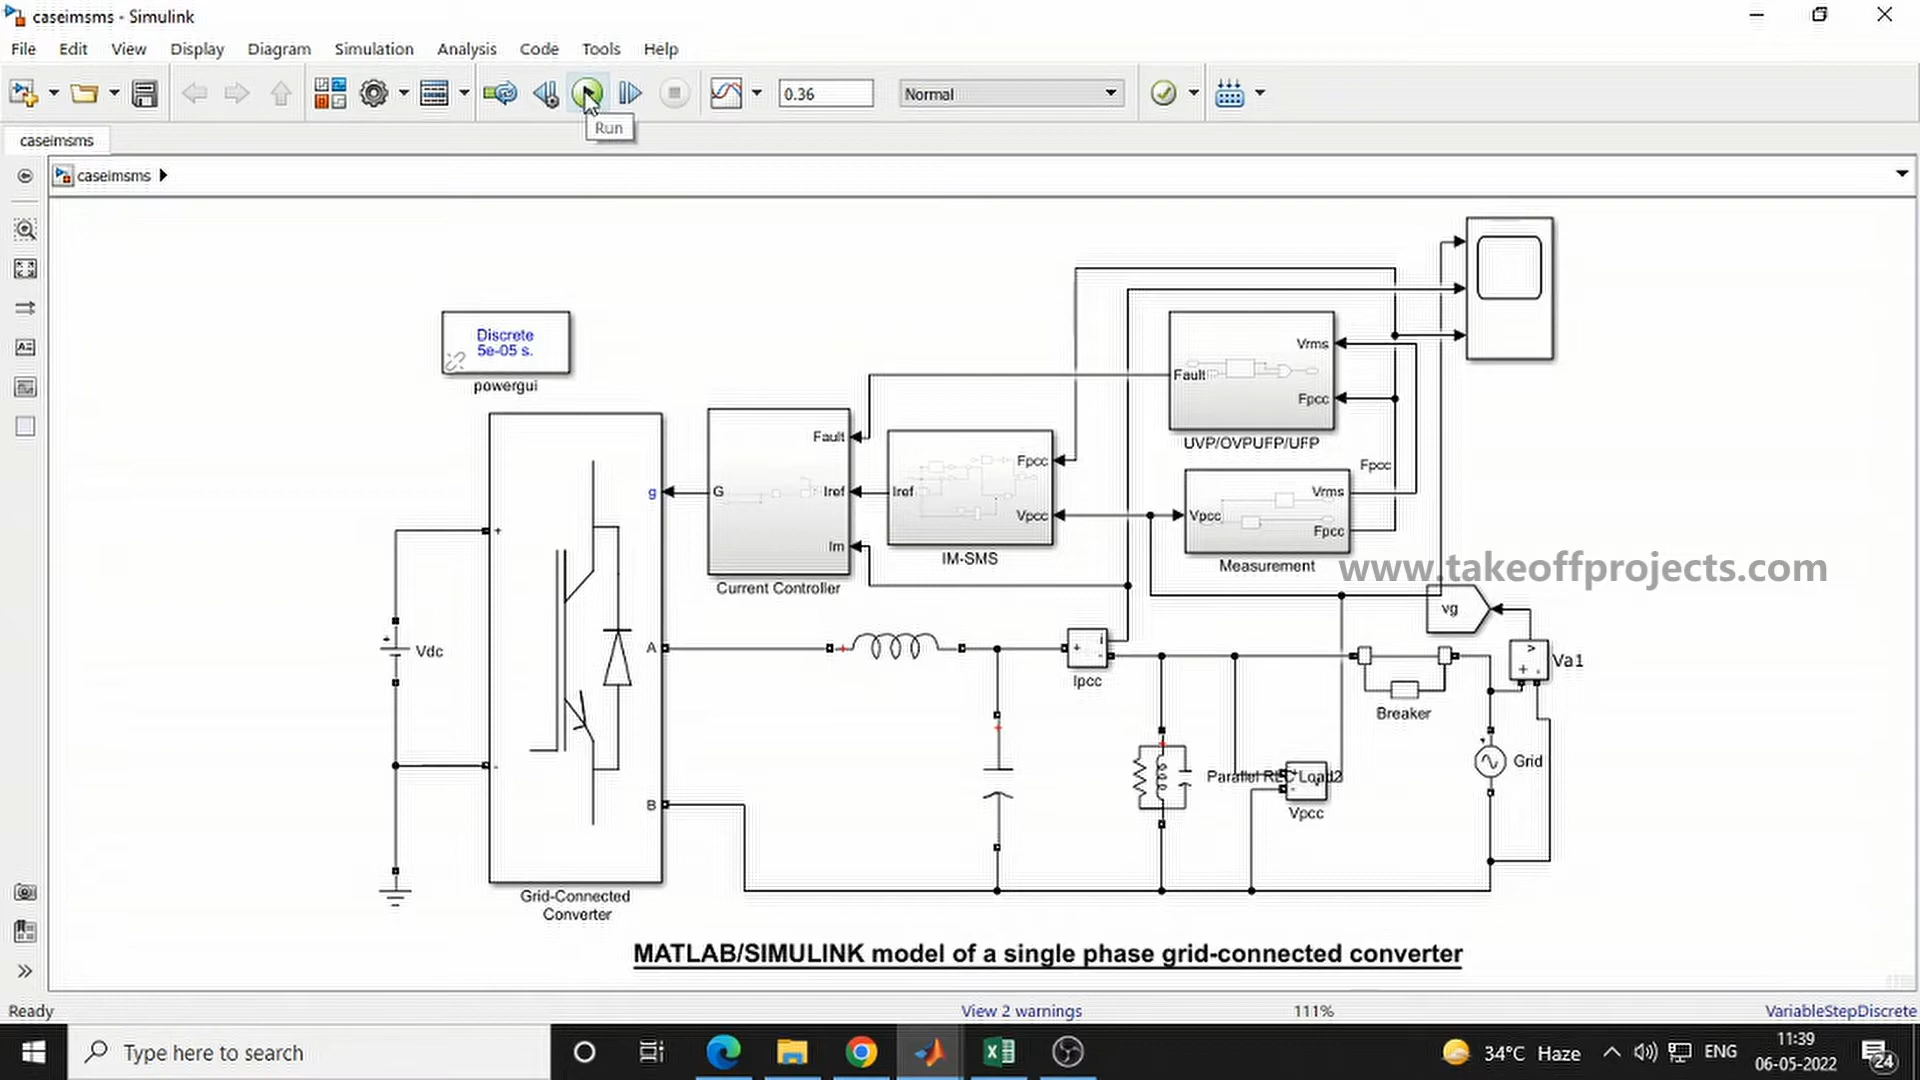 caseimsms - Simulink
File Edit View Display Diagram Simulation Analysis Code Tools Help
0.36 Normal
Run
caseimsms
caseimsms
Discrete
5e-05 s.
powergui
Vrms
Fault
Fpcc
UVP/OVPUFP/UFP
Fault
Fpcc
Fpcc
g
G
Iref
Iref
Vpcc
Vpcc
Vrms
Fpcc
Im
IM-SMS
Measurement
Current Controller
www.takeoffprojects.com
+
vg
A
Vdc
Ipcc
Va1
Breaker
Grid
Parallel RLC Load2
Vpcc
B
Grid-Connected
Converter
MATLAB/SIMULINK model of a single phase grid-connected converter
Ready View 2 warnings 111% VariableStepDiscrete
Type here to search
34°C Haze
ENG
11:39
06-05-2022
24